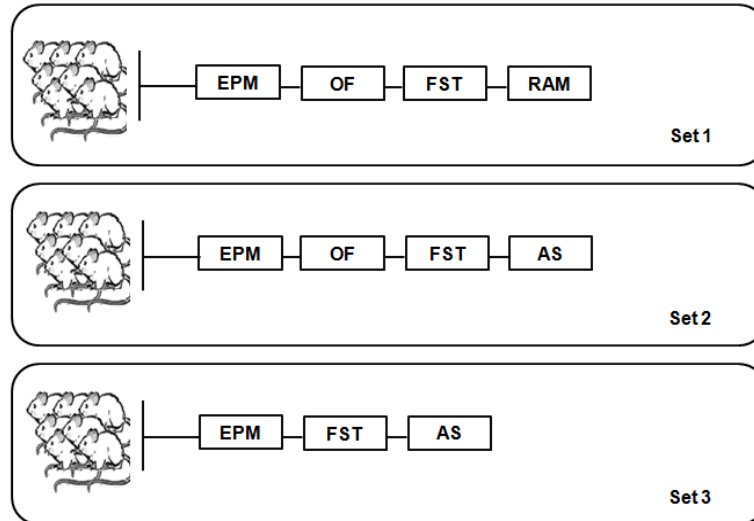 EPM OF FST RAM
Set 1
EPM OF FST AS
Set 2
EPM FST AS
Set 3